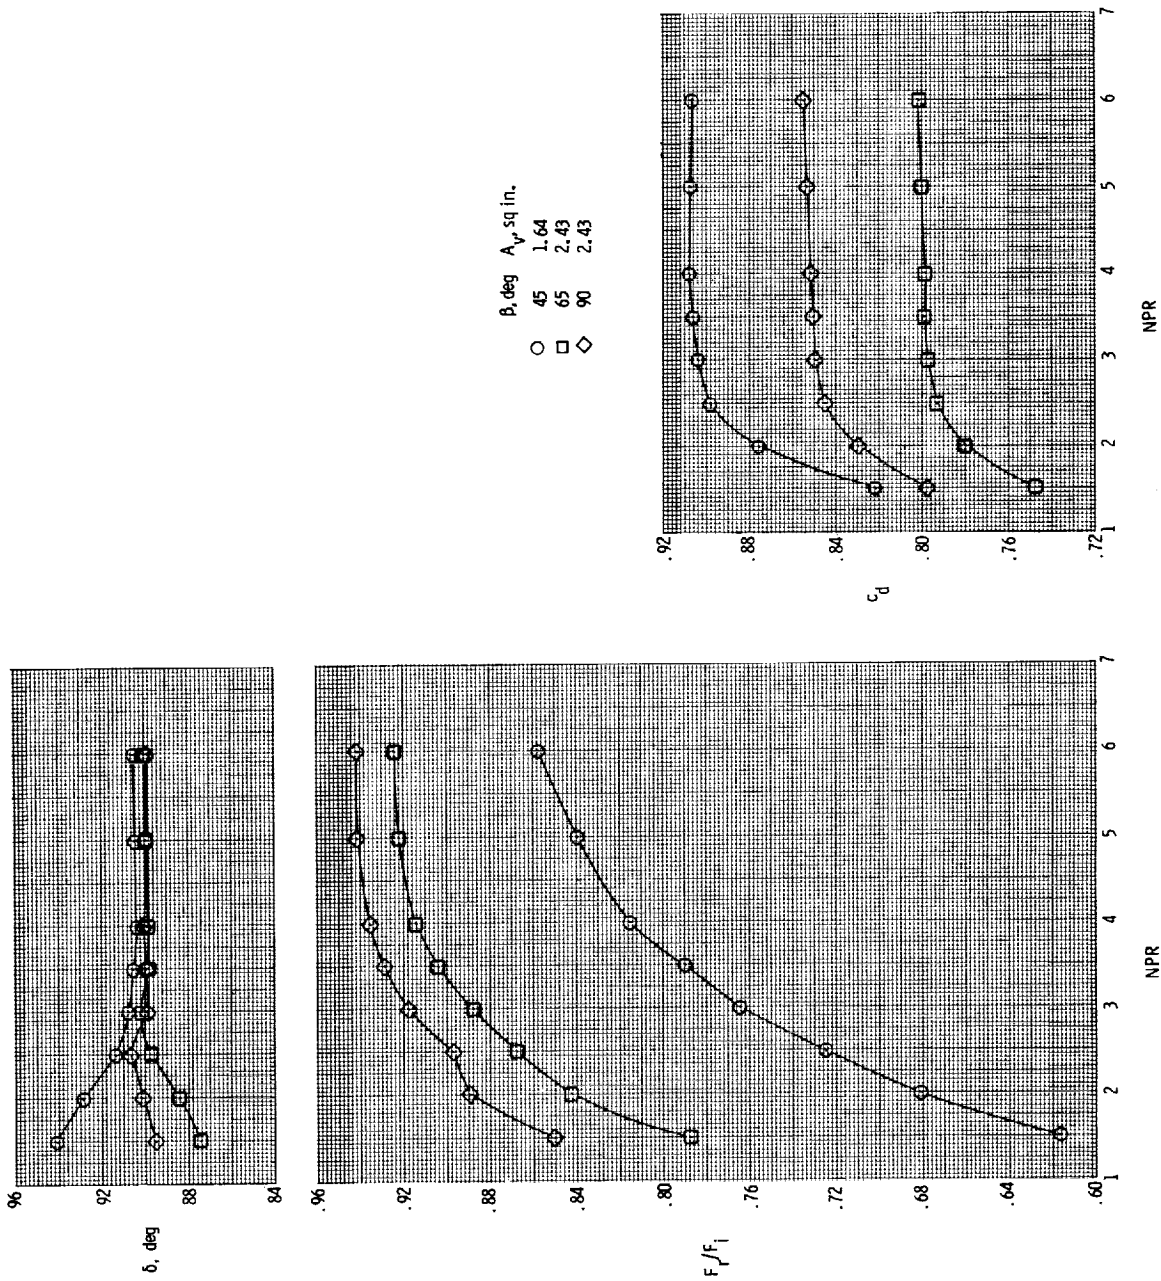 β, deg A_v, sq in.
○ 45 1.64
□ 65 2.43
◇ 90 2.43
96
92
88
84
δ, deg
.96
.92
.88
.84
.80
.76
.72
.68
.64
.60
F_r/F_i
1 2 3 4 5 6 7
NPR
.92
.88
.84
.80
.76
.72
c_d
1 2 3 4 5 6 7
NPR